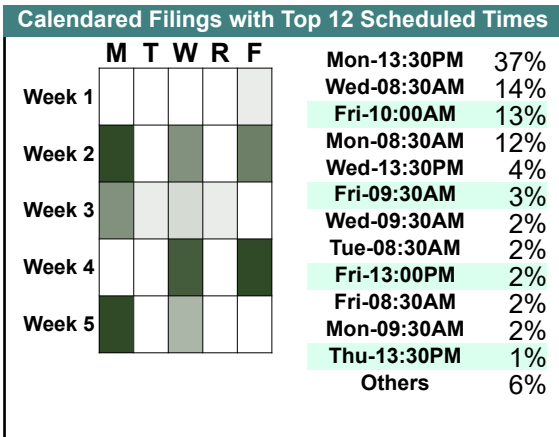 Calendared Filings with Top 12 Scheduled Times
M T W R F
Week 1
Week 2
Week 3
Week 4
Week 5
Mon-13:30PM 37%
Wed-08:30AM 14%
Fri-10:00AM 13%
Mon-08:30AM 12%
Wed-13:30PM 4%
Fri-09:30AM 3%
Wed-09:30AM 2%
Tue-08:30AM 2%
Fri-13:00PM 2%
Fri-08:30AM 2%
Mon-09:30AM 2%
Thu-13:30PM 1%
Others 6%